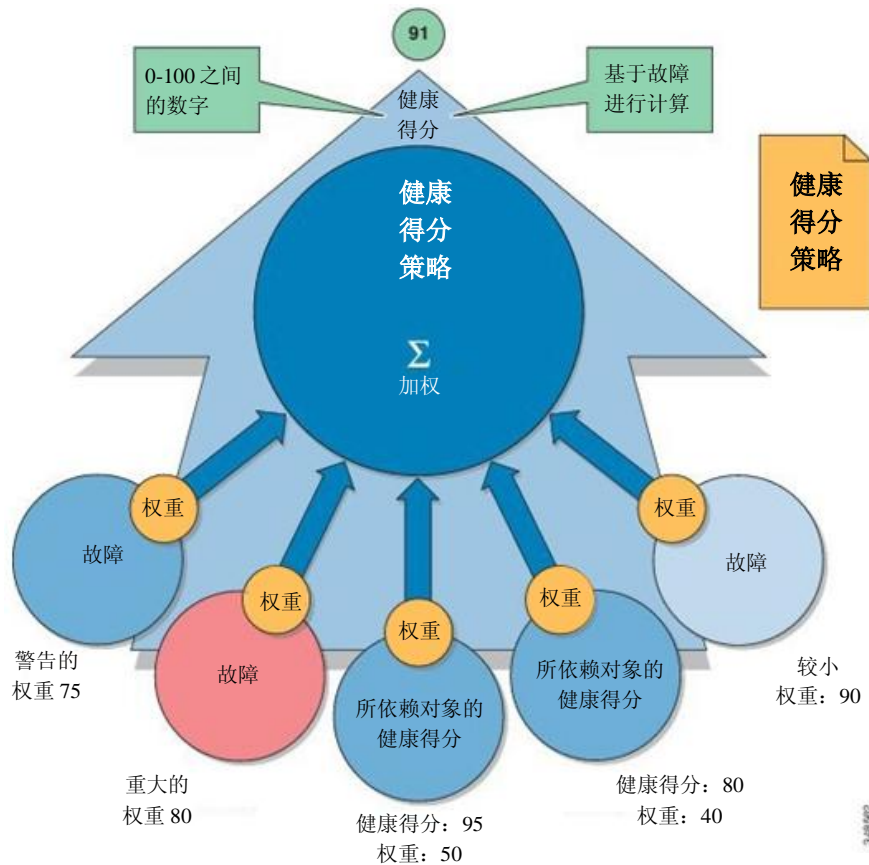 91
0-100 之间
的数字
基于故障
进行计算
健康
得分
健康
得分
策略
健康
得分
策略
Σ
加权
权重
权重
权重
权重
权重
故障
故障
所依赖对象的
健康得分
所依赖对象的
健康得分
故障
警告的
权重 75
重大的
权重 80
健康得分：95
权重：50
健康得分：80
权重：40
较小
权重：90